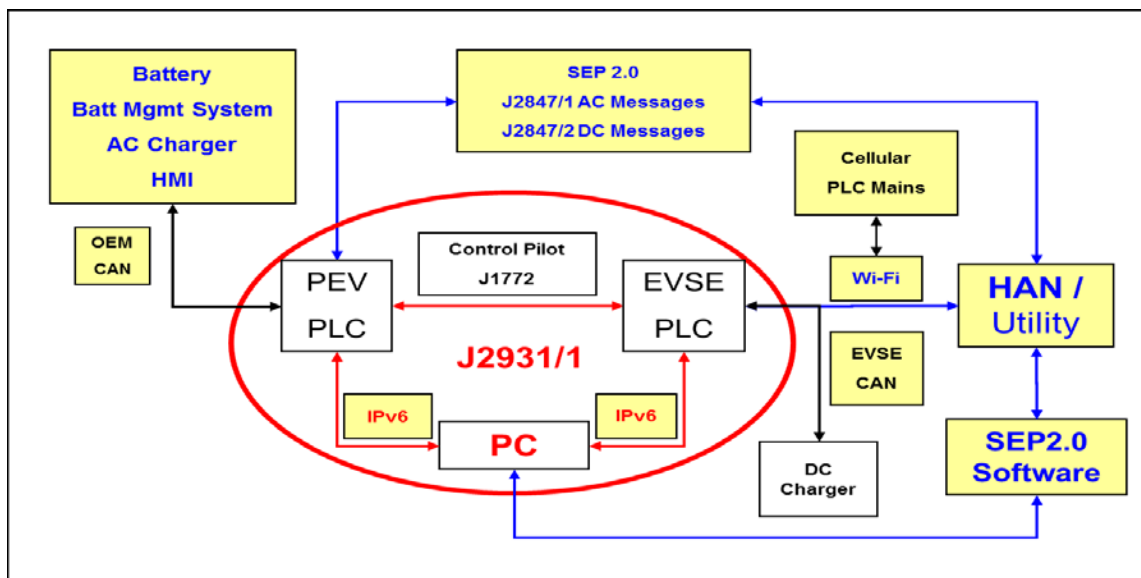 Battery
Batt Mgmt System
AC Charger
HMI
SEP 2.0
J2847/1 AC Messages
J2847/2 DC Messages
Cellular
PLC Mains
OEM
CAN
Control Pilot
J1772
PEV
PLC
EVSE
PLC
Wi-Fi
HAN /
Utility
J2931/1
EVSE
CAN
IPv6
IPv6
PC
DC
Charger
SEP2.0
Software